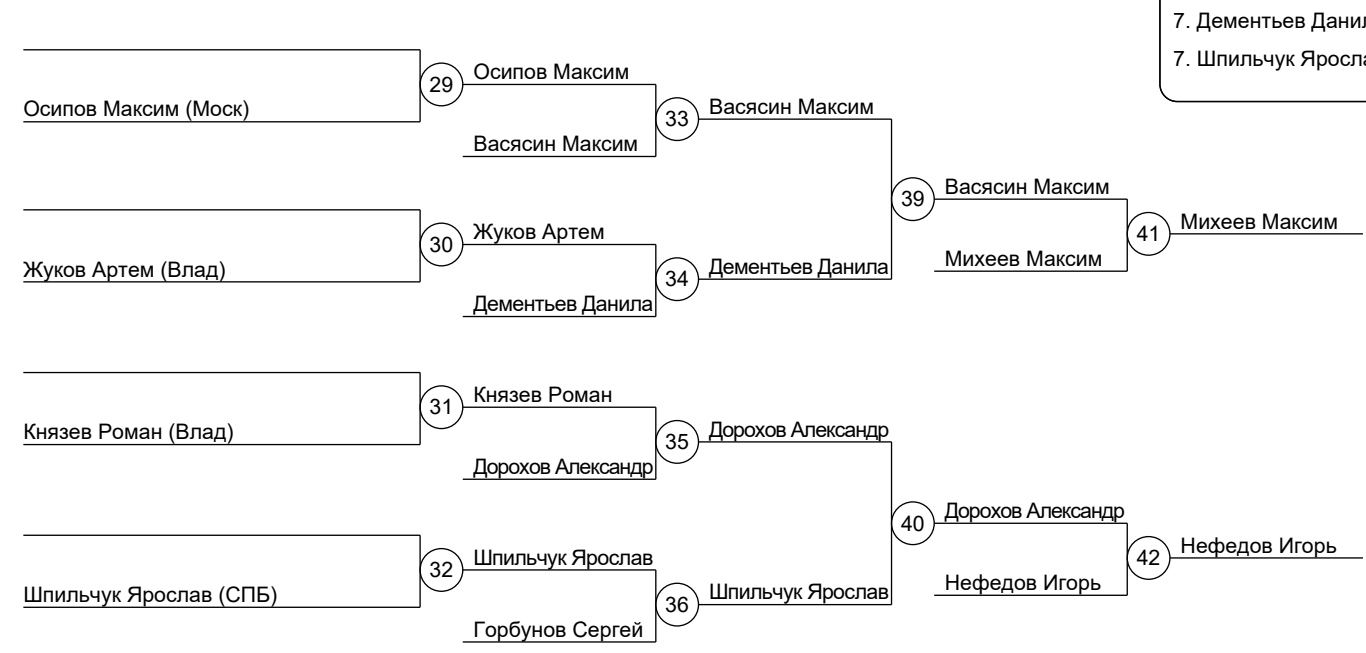 7. Дементьев Данил
7. Шпильчук Яросла
29
Осипов Максим
Осипов Максим (Моск)
33
Васясин Максим
Васясин Максим
39
Васясин Максим
30
Жуков Артем
41
Михеев Максим
Жуков Артем (Влад)
34
Дементьев Данила
Михеев Максим
Дементьев Данила
31
Князев Роман
Князев Роман (Влад)
35
Дорохов Александр
Дорохов Александр
40
Дорохов Александр
32
Шпильчук Ярослав
42
Нефедов Игорь
Шпильчук Ярослав (СПБ)
36
Шпильчук Ярослав
Нефедов Игорь
Горбунов Сергей